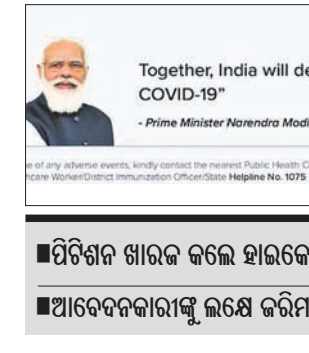 Together, India will de
COVID-19"
- Prime Minister Narendra Modi
e of any adverse events, kindly contact the nearest Public Health C
hcare Worker/District Immunization Officer/State Helpline No. 1075
■ପିଟିଶନ ଖାରଜ କଲେ ହାଇକେ
■ଆବେଦନକାରୀଙ୍କୁ ଲକ୍ଷେ ଜରିମ